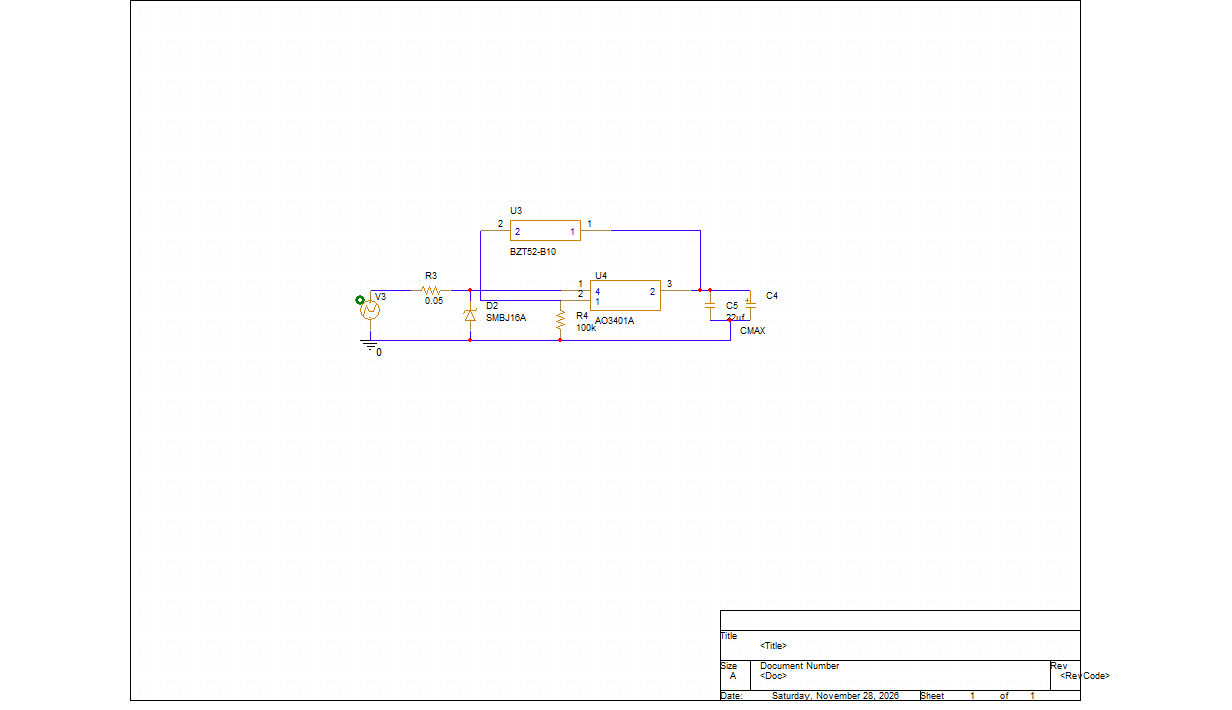 U3
2 2 1 1
BZT52-B10
R3
0.05
V3
0
D2
SMBJ16A
R4
100k
U4
1 4 2 3
2 1
AO3401A
C5
22uf
C4
CMAX
Title
<Title>
Size Document Number Rev
A <Doc> <RevCode>
Date: Saturday, November 28, 2026 Sheet 1 of 1